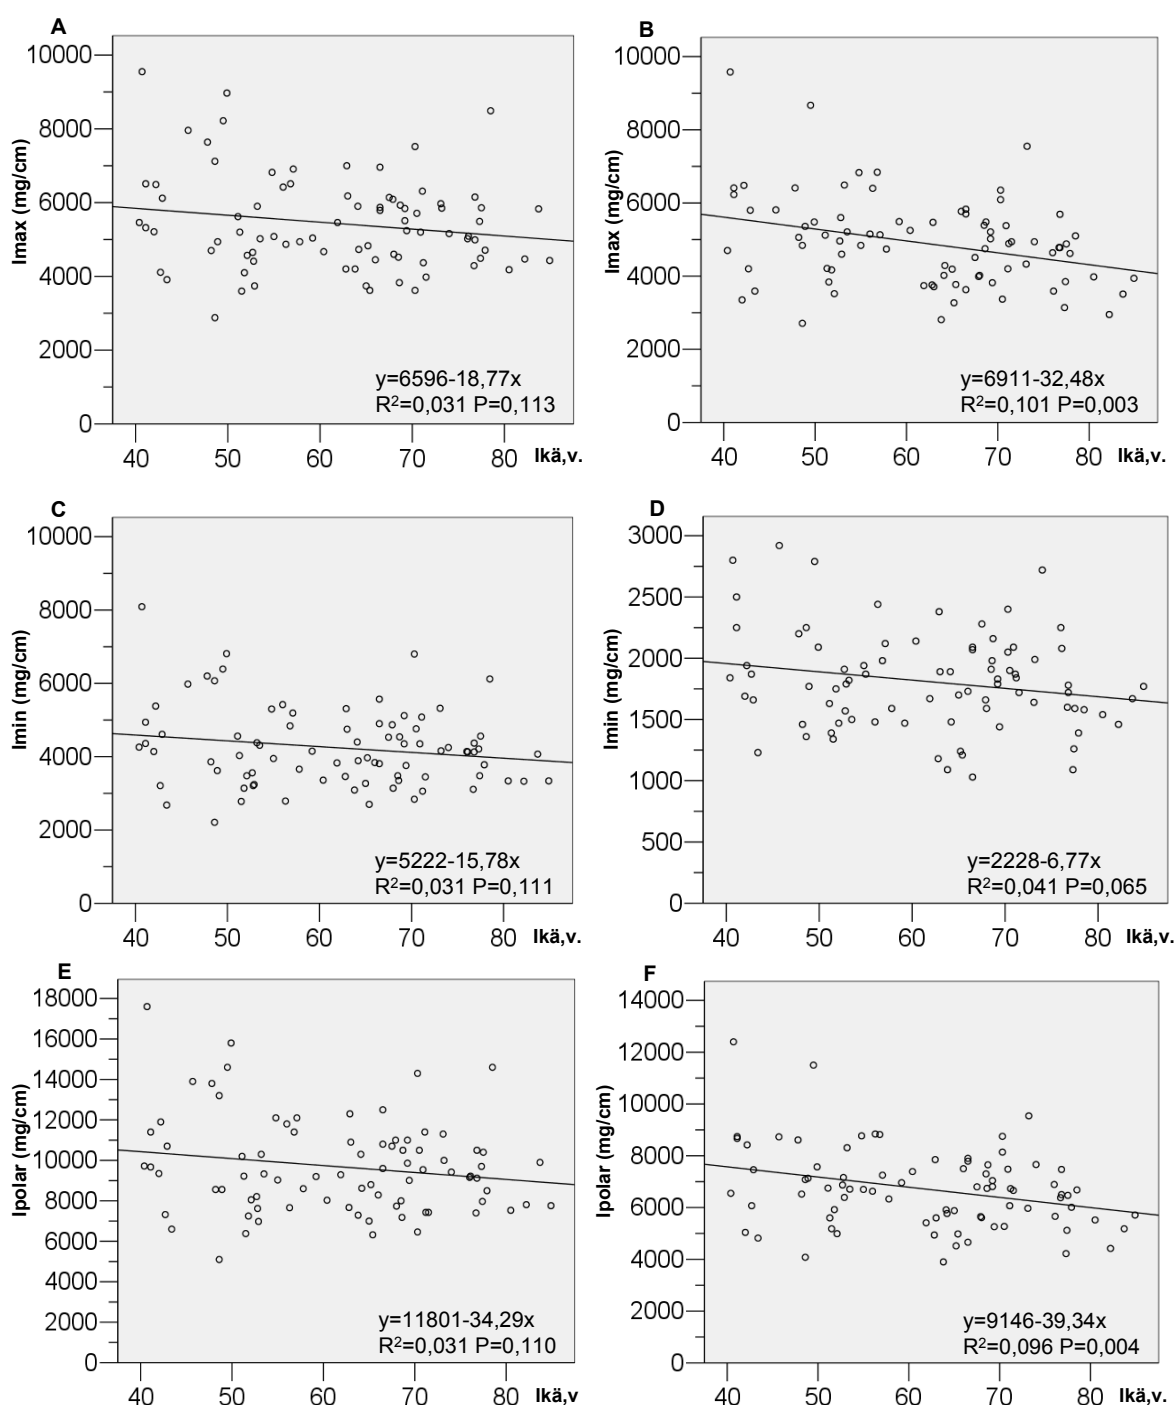 A
10000
8000
6000
4000
2000
0
Imax (mg/cm)
y=6596-18,77x
R²=0,031 P=0,113
40 50 60 70 80 Ikä,v.
B
10000
8000
6000
4000
2000
0
Imax (mg/cm)
y=6911-32,48x
R²=0,101 P=0,003
40 50 60 70 80 Ikä,v.
C
10000
8000
6000
4000
2000
0
Imin (mg/cm)
y=5222-15,78x
R²=0,031 P=0,111
40 50 60 70 80 Ikä,v.
D
3000
2500
2000
1500
1000
500
0
Imin (mg/cm)
y=2228-6,77x
R²=0,041 P=0,065
40 50 60 70 80 Ikä,v.
E
18000
16000
14000
12000
10000
8000
6000
4000
2000
0
Ipolar (mg/cm)
y=11801-34,29x
R²=0,031 P=0,110
40 50 60 70 80 Ikä,v.
F
14000
12000
10000
8000
6000
4000
2000
0
Ipolar (mg/cm)
y=9146-39,34x
R²=0,096 P=0,004
40 50 60 70 80 Ikä,v.